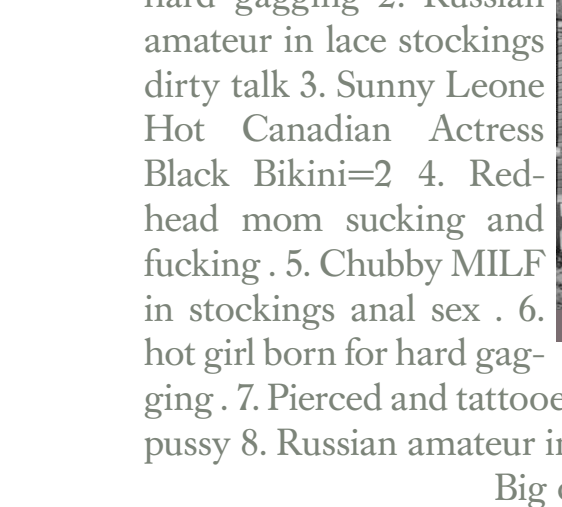 hard gagging 2. Russian
amateur in lace stockings
dirty talk 3. Sunny Leone
Hot Canadian Actress
Black Bikini=2 4. Red-
head mom sucking and
fucking . 5. Chubby MILF
in stockings anal sex . 6.
hot girl born for hard gag-
ging . 7. Pierced and tattooe
pussy 8. Russian amateur in
Big